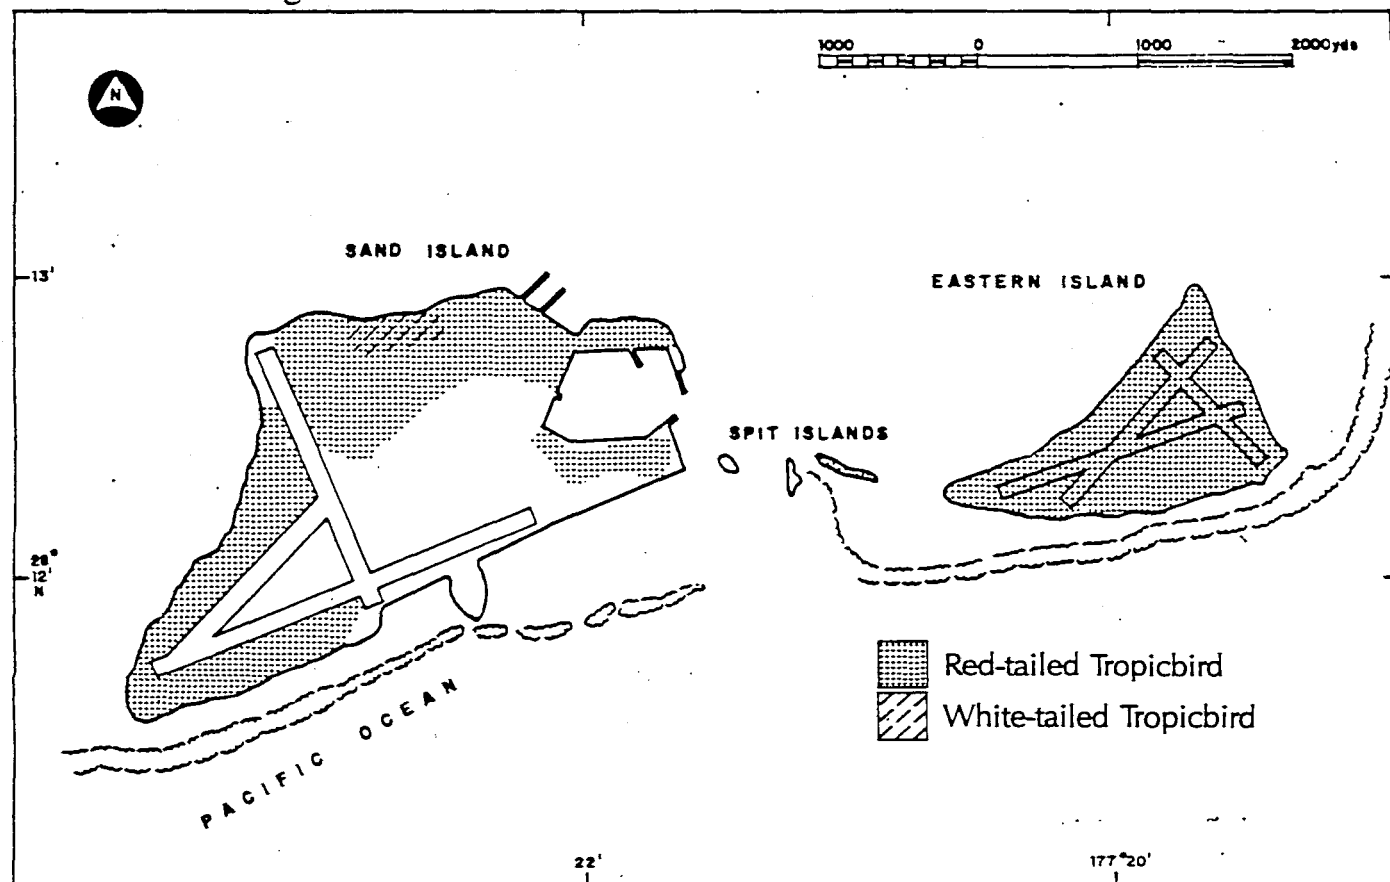 1000 0 1000 2000yds
N
SAND ISLAND
13'
EASTERN ISLAND
SPIT ISLANDS
28°
12'
N
Red-tailed Tropicbird
White-tailed Tropicbird
PACIFIC OCEAN
22'
177°20'